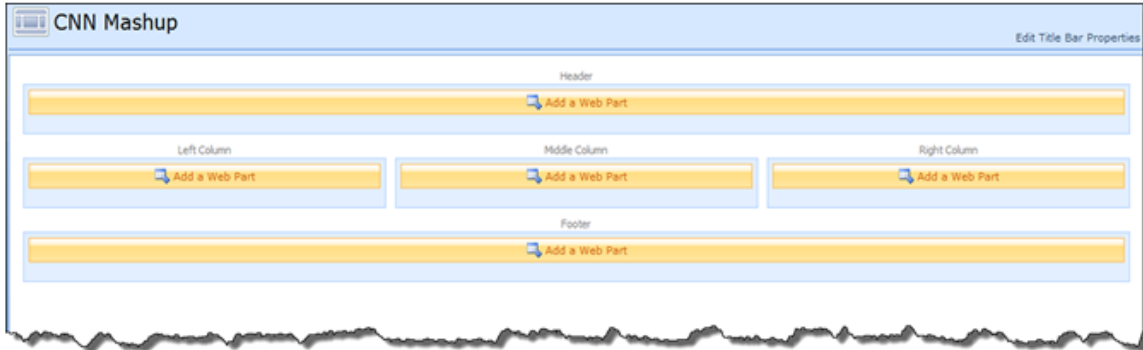 CNN Mashup
Edit Title Bar Properties
Header
Add a Web Part
Left Column
Middle Column
Right Column
Add a Web Part
Add a Web Part
Add a Web Part
Footer
Add a Web Part